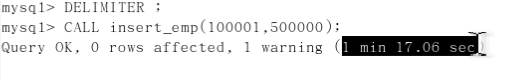 mysql> DELIMITER ;
mysql> CALL insert_emp(100001,500000);
Query OK, 0 rows affected, 1 warning (1 min 17.06 sec)